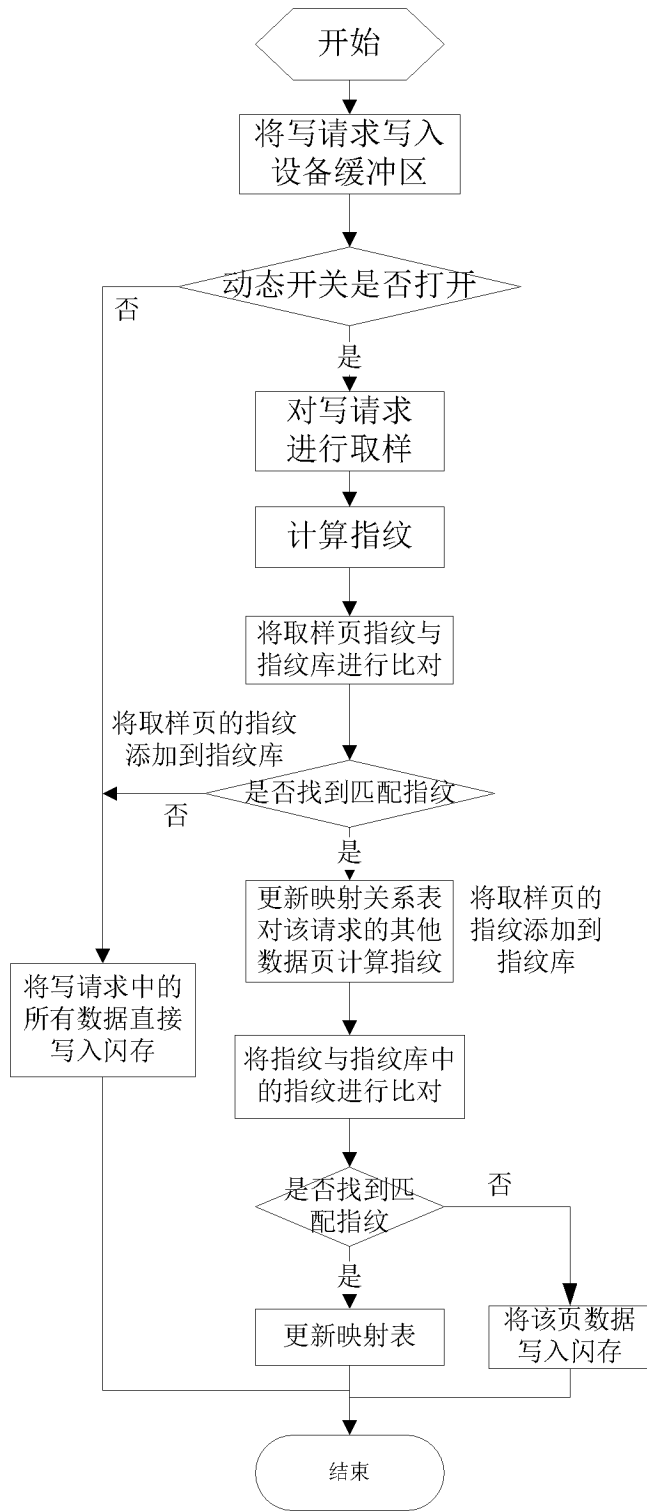 开始
将写请求写入
设备缓冲区
动态开关是否打开
否
是
对写请求
进行取样
计算指纹
将取样页指纹与
指纹库进行比对
将取样页的指纹
添加到指纹库
是否找到匹配指纹
否
是
更新映射关系表
对该请求的其他
数据页计算指纹
将取样页的
指纹添加到
指纹库
将写请求中的
所有数据直接
写入闪存
将指纹与指纹库中
的指纹进行比对
是否找到匹
配指纹
否
是
更新映射表
将该页数据
写入闪存
结束